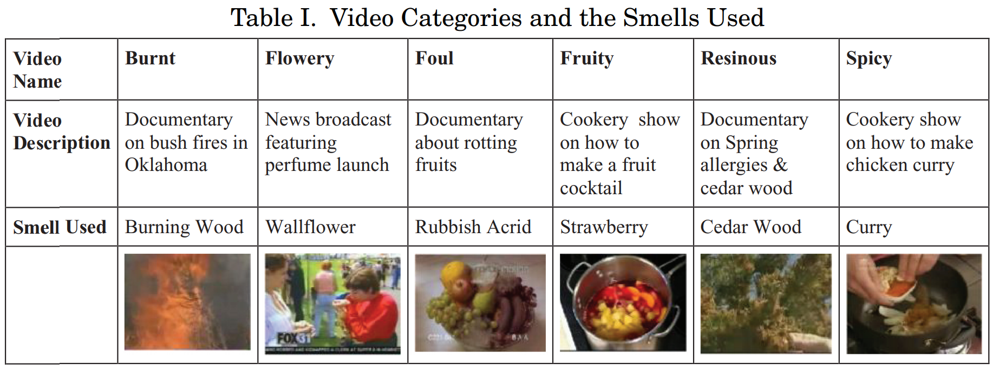 Table I. Video Categories and the Smells Used
Video Name
Burnt
Flowery
Foul
Fruity
Resinous
Spicy
Video Description
Documentary on bush fires in Oklahoma
News broadcast featuring perfume launch
Documentary about rotting fruits
Cookery show on how to make a fruit cocktail
Documentary on Spring allergies & cedar wood
Cookery show on how to make chicken curry
Smell Used
Burning Wood
Wallflower
Rubbish Acrid
Strawberry
Cedar Wood
Curry
FOX31